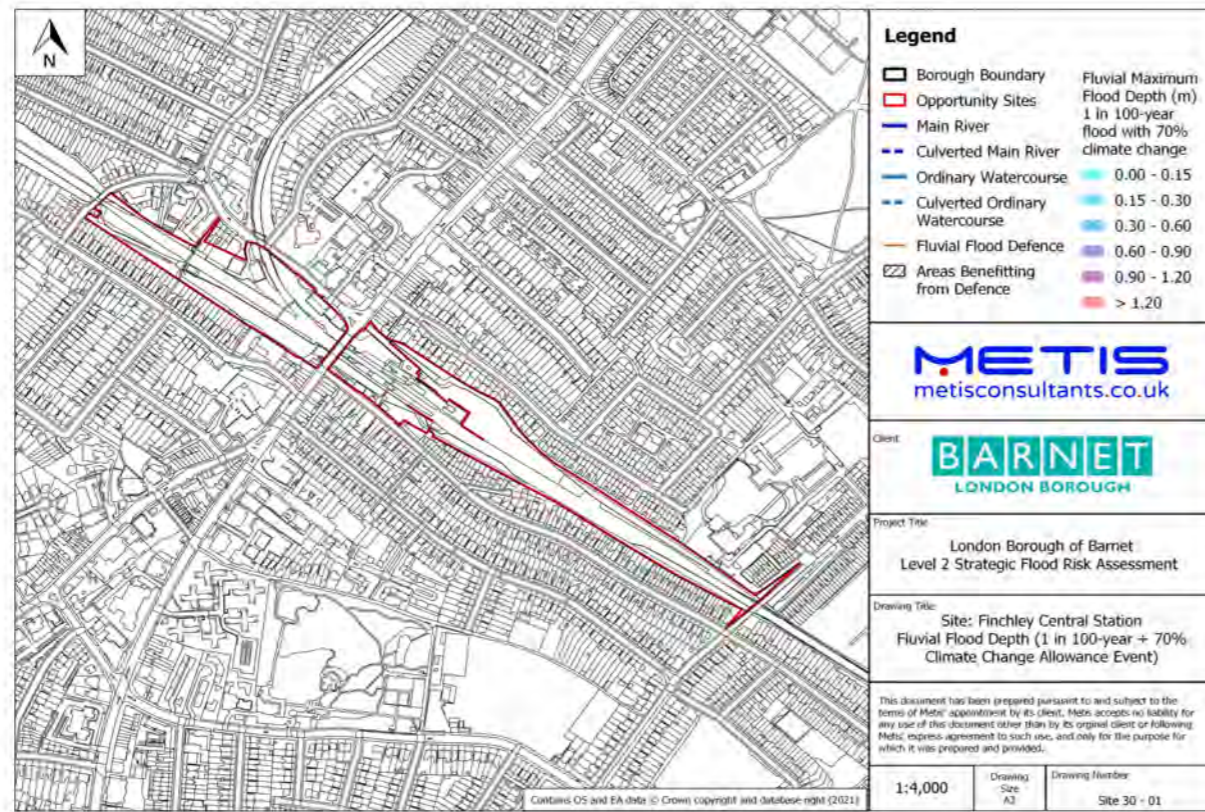 N
Legend
Borough Boundary
Opportunity Sites
Main River
Culverted Main River
Ordinary Watercourse
Culverted Ordinary
Watercourse
Fluvial Flood Defence
Areas Benefitting
from Defence
Fluvial Maximum
Flood Depth (m)
1 in 100-year
flood with 70%
climate change
0.00 - 0.15
0.15 - 0.30
0.30 - 0.60
0.60 - 0.90
0.90 - 1.20
> 1.20
METIS
metisconsultants.co.uk
Client
BARNET
LONDON BOROUGH
Project Title
London Borough of Barnet
Level 2 Strategic Flood Risk Assessment
Drawing Title
Site: Finchley Central Station
Fluvial Flood Depth (1 in 100-year + 70%
Climate Change Allowance Event)
This document has been prepared pursuant to and subject to the
terms of Metis' appointment by its client. Metis accepts no liability for
any use of this document other than by its orginal client or following
Metis' express agreement to such use, and only for the purpose for
which it was prepared and provided.
1:4,000
Drawing
Size
A3
Drawing Number
Site 30 - 01
Contains OS and EA data © Crown copyright and database right (2021)